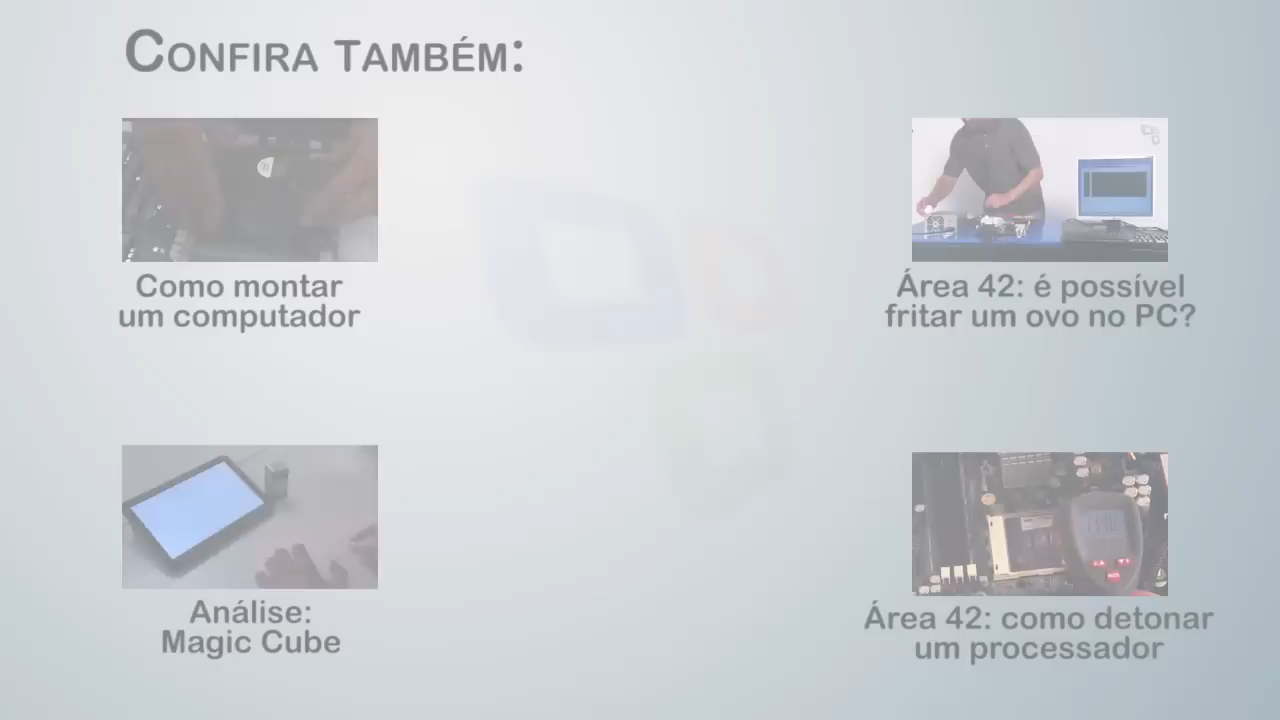 Confira Também:
Como montar
um computador
Área 42: é possível
fritar um ovo no PC?
Análise:
Magic Cube
Área 42: como detonar
um processador